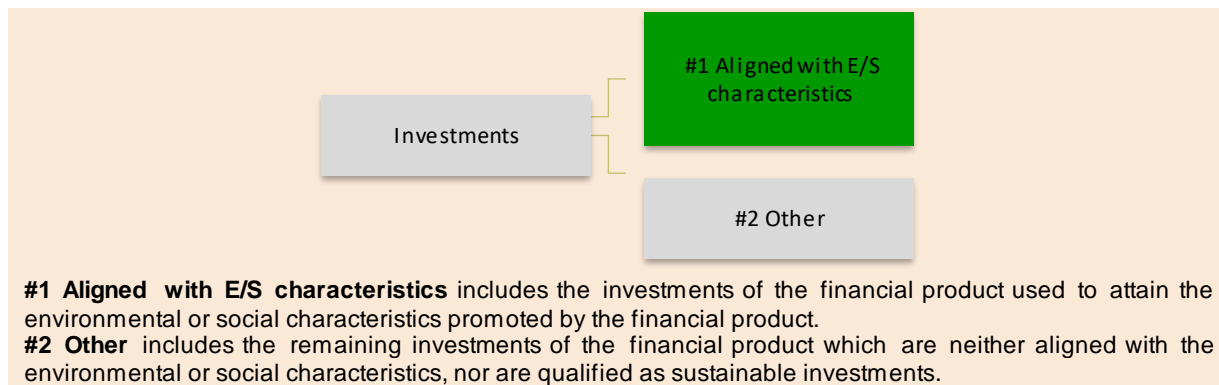 #1 Aligned with E/S
characteristics
Investments
#2 Other
#1 Aligned with E/S characteristics includes the investments of the financial product used to attain the
environmental or social characteristics promoted by the financial product.
#2 Other includes the remaining investments of the financial product which are neither aligned with the
environmental or social characteristics, nor are qualified as sustainable investments.